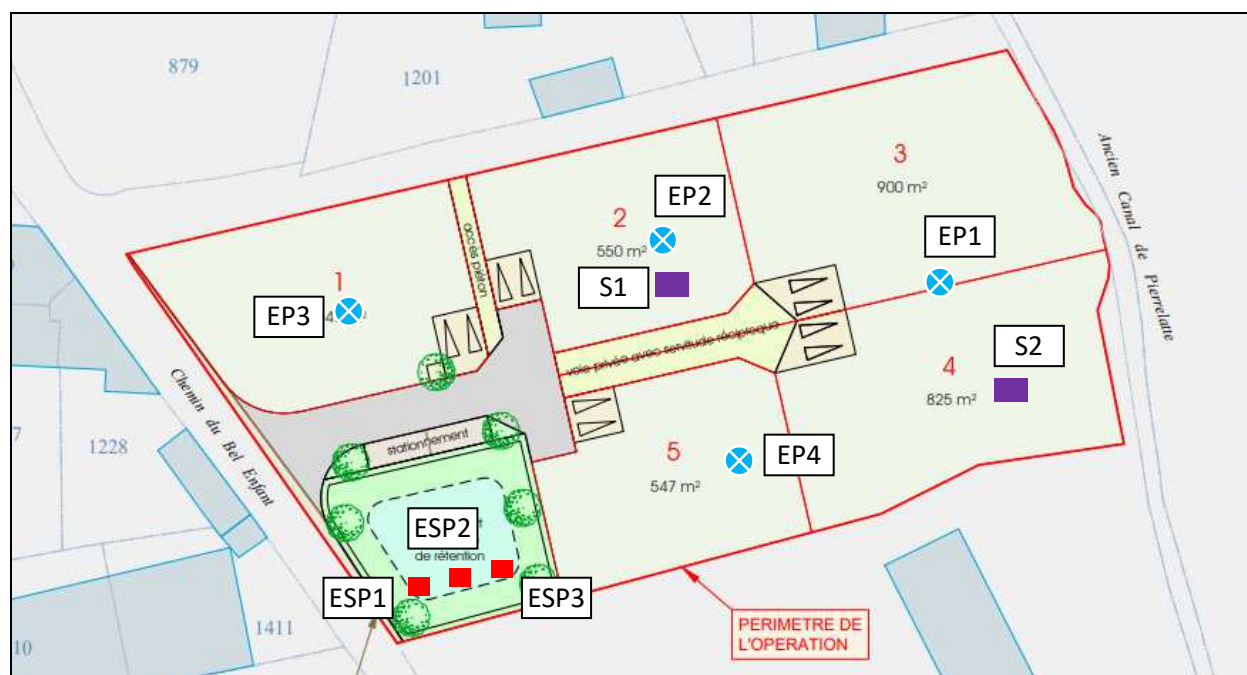 879
1201
3
900 m²
Ancien Canal de Pierrelatte
2
EP2
550 m²
EP1
accès piéton
S1
1
EP3
voie privée avec servitude réciproque
S2
4
825 m²
Chemin du Bel Enfant
1228
stationnement
5
EP4
547 m²
ESP2
de rétention
ESP1
ESP3
1411
PERIMETRE DE
L'OPERATION
10